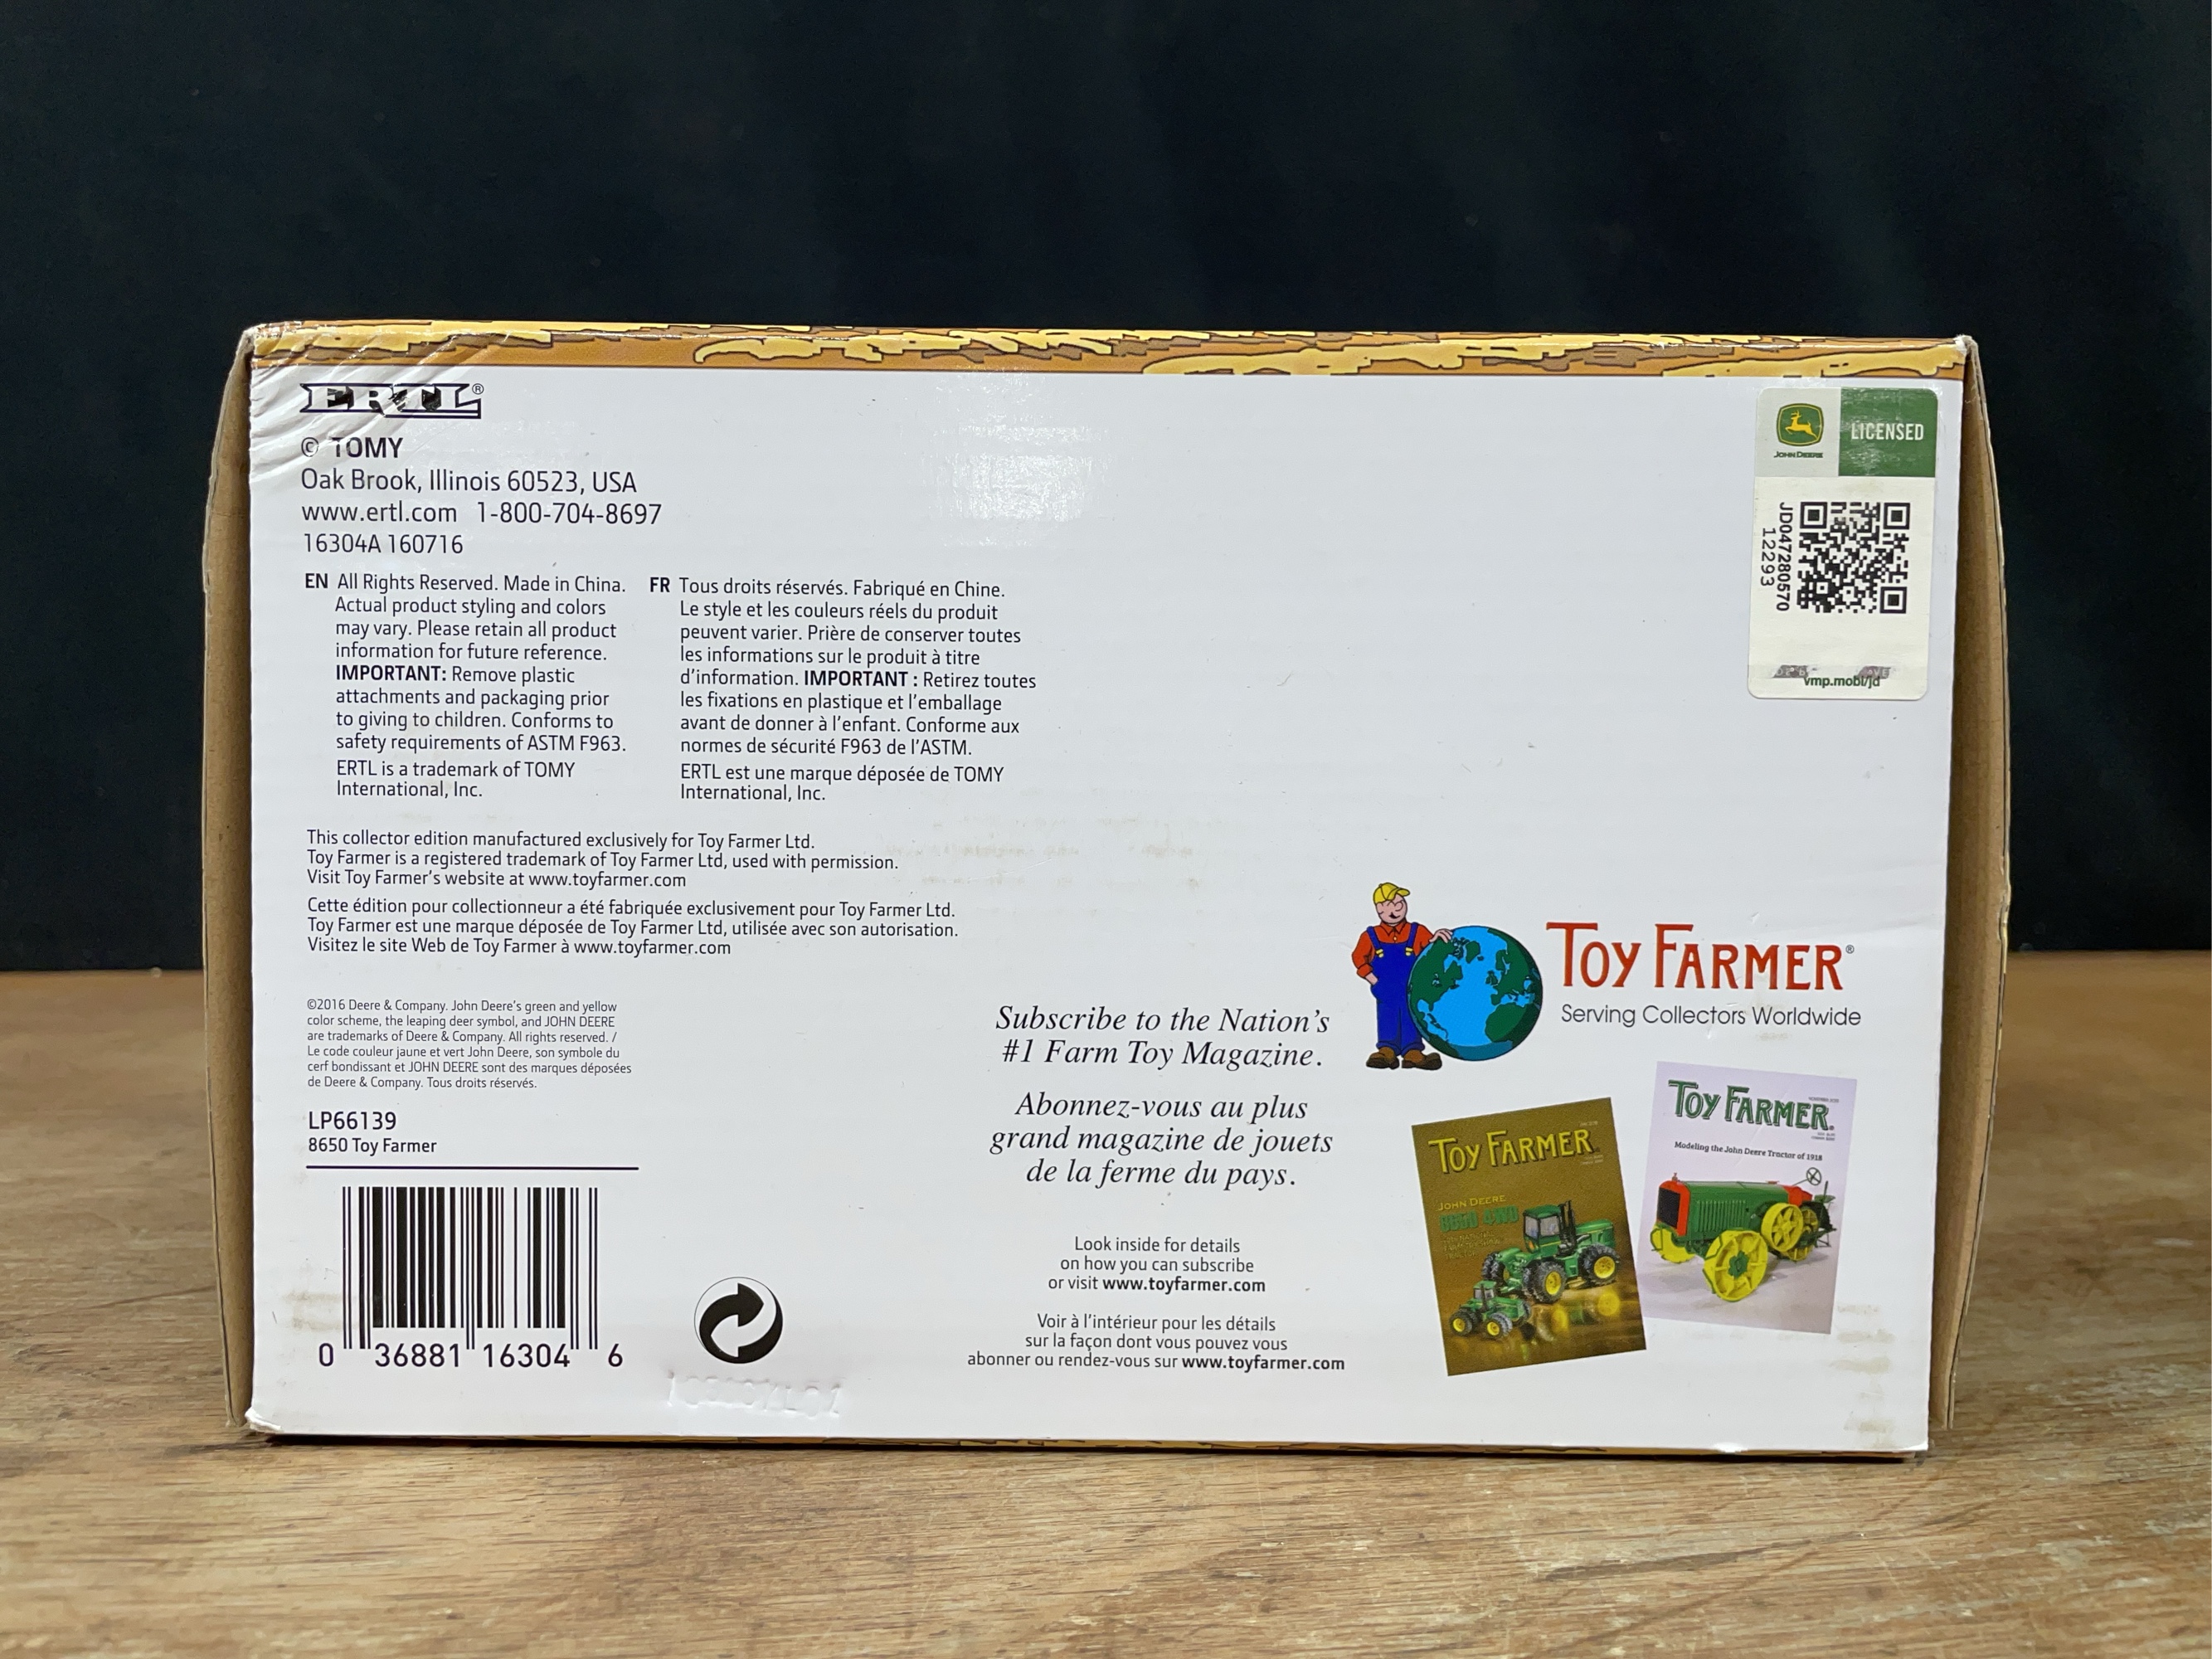 ERTL®
© TOMY
Oak Brook, Illinois 60523, USA
www.ertl.com 1-800-704-8697
16304A 160716
EN All Rights Reserved. Made in China.
Actual product styling and colors
may vary. Please retain all product
information for future reference.
IMPORTANT: Remove plastic
attachments and packaging prior
to giving to children. Conforms to
safety requirements of ASTM F963.
ERTL is a trademark of TOMY
International, Inc.
FR Tous droits réservés. Fabriqué en Chine.
Le style et les couleurs réels du produit
peuvent varier. Prière de conserver toutes
les informations sur le produit à titre
d'information. IMPORTANT : Retirez toutes
les fixations en plastique et l'emballage
avant de donner à l'enfant. Conforme aux
normes de sécurité F963 de l'ASTM.
ERTL est une marque déposée de TOMY
International, Inc.
This collector edition manufactured exclusively for Toy Farmer Ltd.
Toy Farmer is a registered trademark of Toy Farmer Ltd, used with permission.
Visit Toy Farmer's website at www.toyfarmer.com
Cette édition pour collectionneur a été fabriquée exclusivement pour Toy Farmer Ltd.
Toy Farmer est une marque déposée de Toy Farmer Ltd, utilisée avec son autorisation.
Visitez le site Web de Toy Farmer à www.toyfarmer.com
©2016 Deere & Company. John Deere's green and yellow
color scheme, the leaping deer symbol, and JOHN DEERE
are trademarks of Deere & Company. All rights reserved. /
Le code couleur jaune et vert John Deere, son symbole du
cerf bondissant et JOHN DEERE sont des marques déposées
de Deere & Company. Tous droits réservés.
LP66139
8650 Toy Farmer
0 36881 16304 6
JOHN DEERE
LICENSED
JD047280570
12293
vmp.mobi/jd
TOY FARMER®
Serving Collectors Worldwide
Subscribe to the Nation's
#1 Farm Toy Magazine.
Abonnez-vous au plus
grand magazine de jouets
de la ferme du pays.
Look inside for details
on how you can subscribe
or visit www.toyfarmer.com
Voir à l'intérieur pour les détails
sur la façon dont vous pouvez vous
abonner ou rendez-vous sur www.toyfarmer.com
TOY FARMER
JOHN DEERE
8650 4WD
TOY FARMER
Modeling the John Deere Tractor of 1918